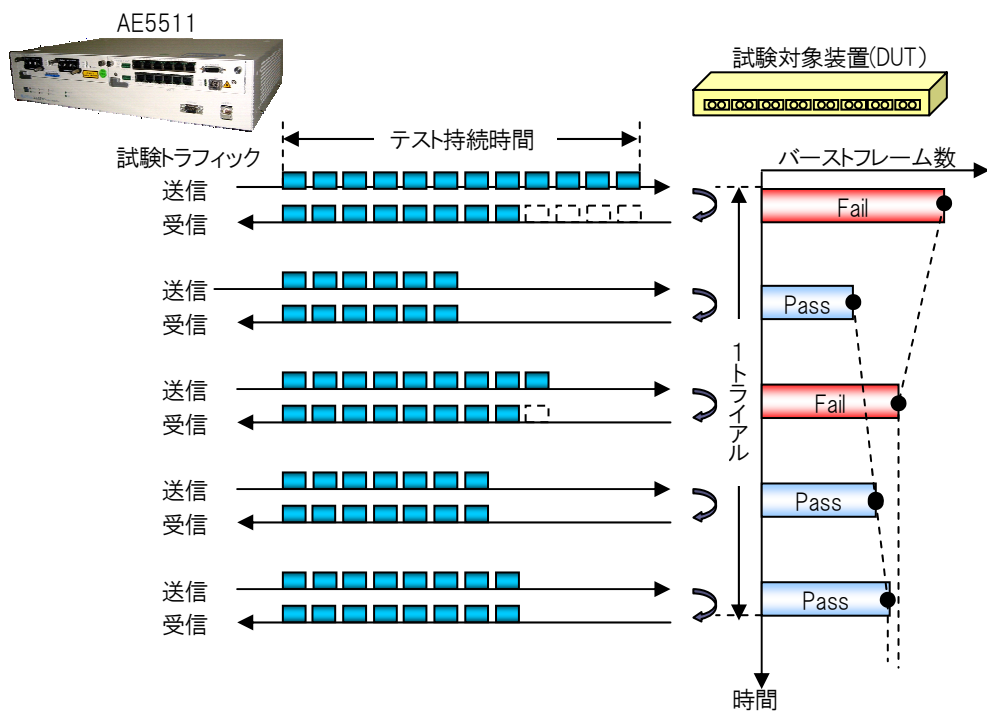 AE5511
試験対象装置(DUT)
試験トラフィック
テスト持続時間
バーストフレーム数
送信
受信
Fail
送信
受信
Pass
送信
受信
Fail
1トライアル
送信
受信
Pass
送信
受信
Pass
時間